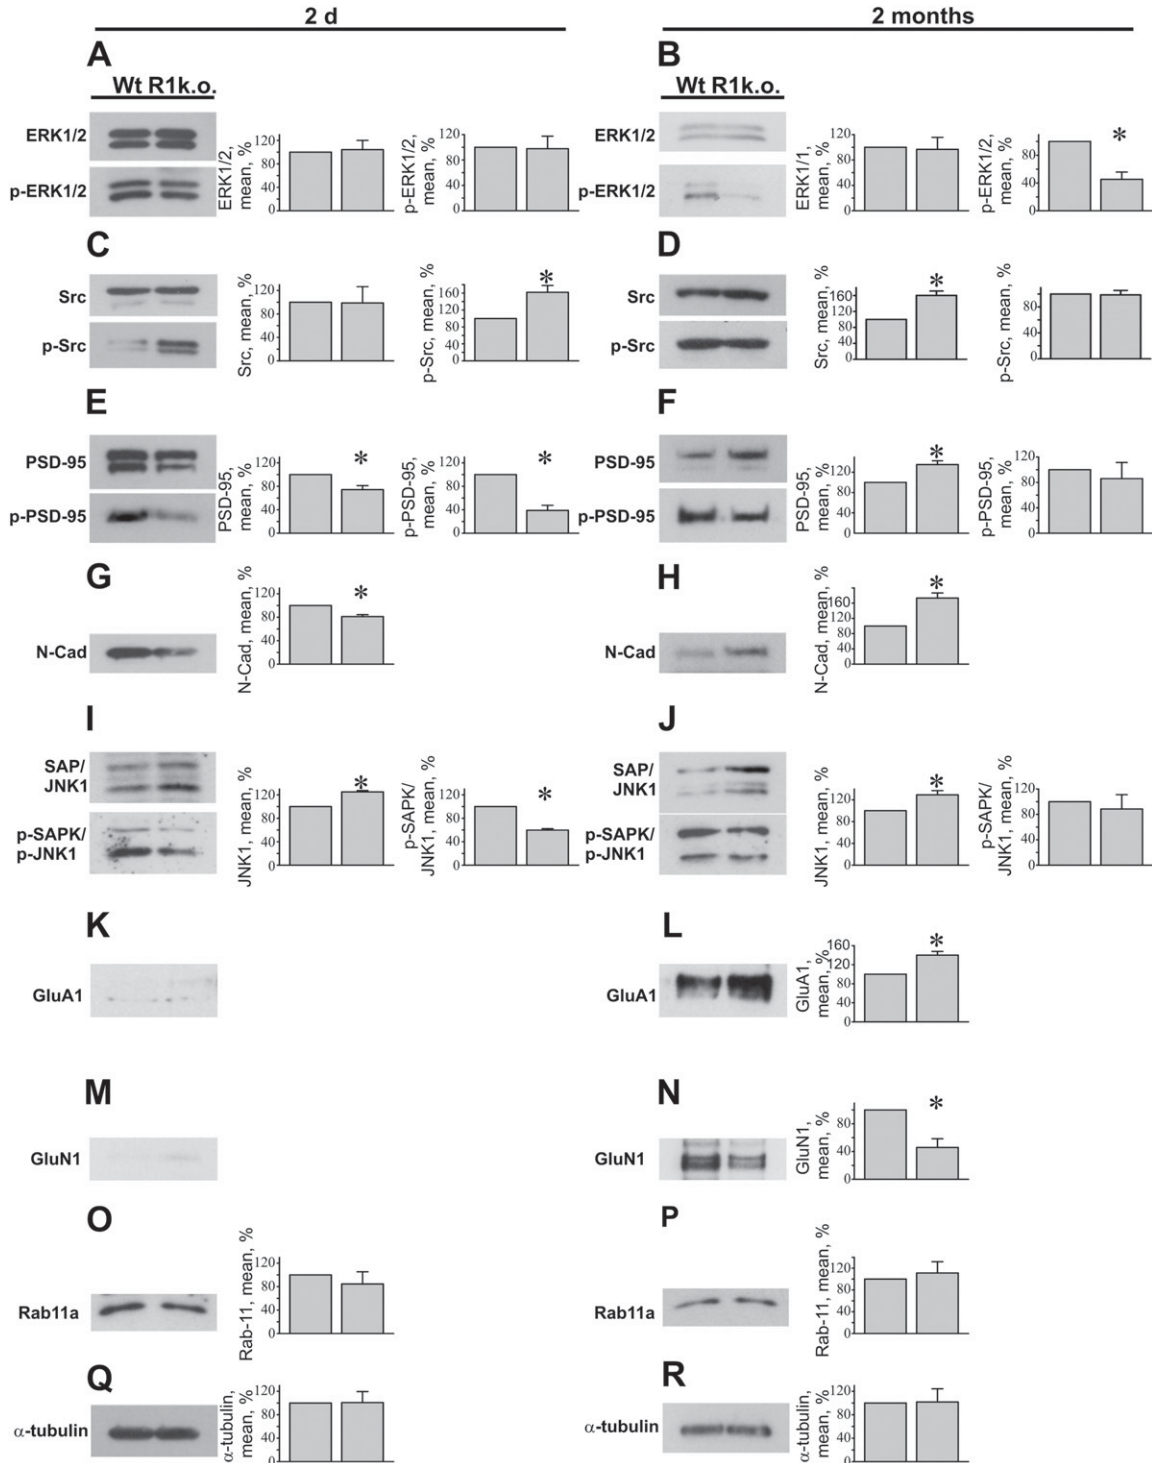 2 d
2 months
A
Wt R1k.o.
ERK1/2
p-ERK1/2
ERK1/2,
mean, %
120
80
40
0
p-ERK1/2,
mean, %
120
80
40
0
B
Wt R1k.o.
ERK1/2
p-ERK1/2
ERK1/1,
mean, %
120
80
40
0
p-ERK1/2,
mean, %
120
80
40
0
*
C
Src
p-Src
Src, mean, %
120
80
40
0
p-Src, mean, %
160
120
80
40
0
*
D
Src
p-Src
Src, mean, %
160
120
80
40
0
*
p-Src, mean, %
120
80
40
0
E
PSD-95
p-PSD-95
PSD-95,
mean, %
120
80
40
0
*
p-PSD-95,
mean, %
120
80
40
0
*
F
PSD-95
p-PSD-95
PSD-95,
mean, %
120
80
40
0
*
p-PSD-95,
mean, %
120
80
40
0
G
N-Cad
N-Cad, mean, %
120
80
40
0
*
H
N-Cad
N-Cad, mean, %
160
120
80
40
0
*
I
SAP/
JNK1
p-SAPK/
p-JNK1
JNK1, mean, %
120
80
40
0
*
p-SAPK/
JNK1, mean, %
120
80
40
0
*
J
SAP/
JNK1
p-SAPK/
p-JNK1
JNK1, mean, %
120
80
40
0
*
p-SAPK/
JNK1, mean, %
120
80
40
0
K
GluA1
L
GluA1
GluA1,
mean, %
160
120
80
40
0
*
M
GluN1
N
GluN1
GluN1,
mean, %
80
40
0
*
O
Rab11a
Rab-11, mean, %
120
80
40
0
P
Rab11a
Rab-11, mean, %
120
80
40
0
Q
α-tubulin
α-tubulin,
mean, %
120
80
40
0
R
α-tubulin
α-tubulin,
mean, %
120
80
40
0